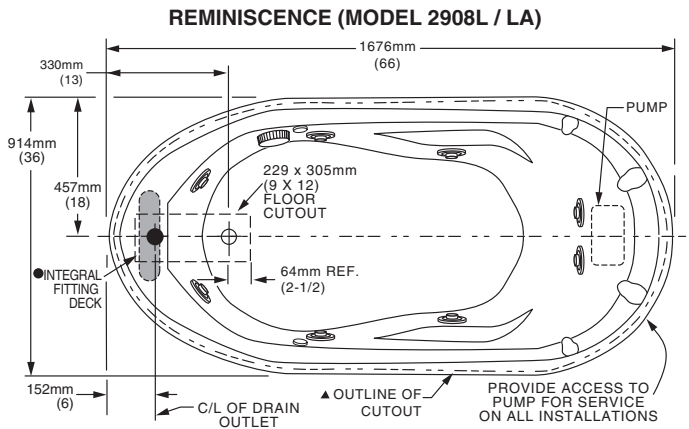 REMINISCENCE (MODEL 2908L / LA)
1676mm
(66)
330mm
(13)
PUMP
914mm
(36)
457mm
(18)
229 x 305mm
(9 X 12)
FLOOR
CUTOUT
64mm REF.
(2-1/2)
●INTEGRAL
FITTING
DECK
152mm
(6)
C/L OF DRAIN
OUTLET
▲ OUTLINE OF
CUTOUT
PROVIDE ACCESS TO
PUMP FOR SERVICE
ON ALL INSTALLATIONS